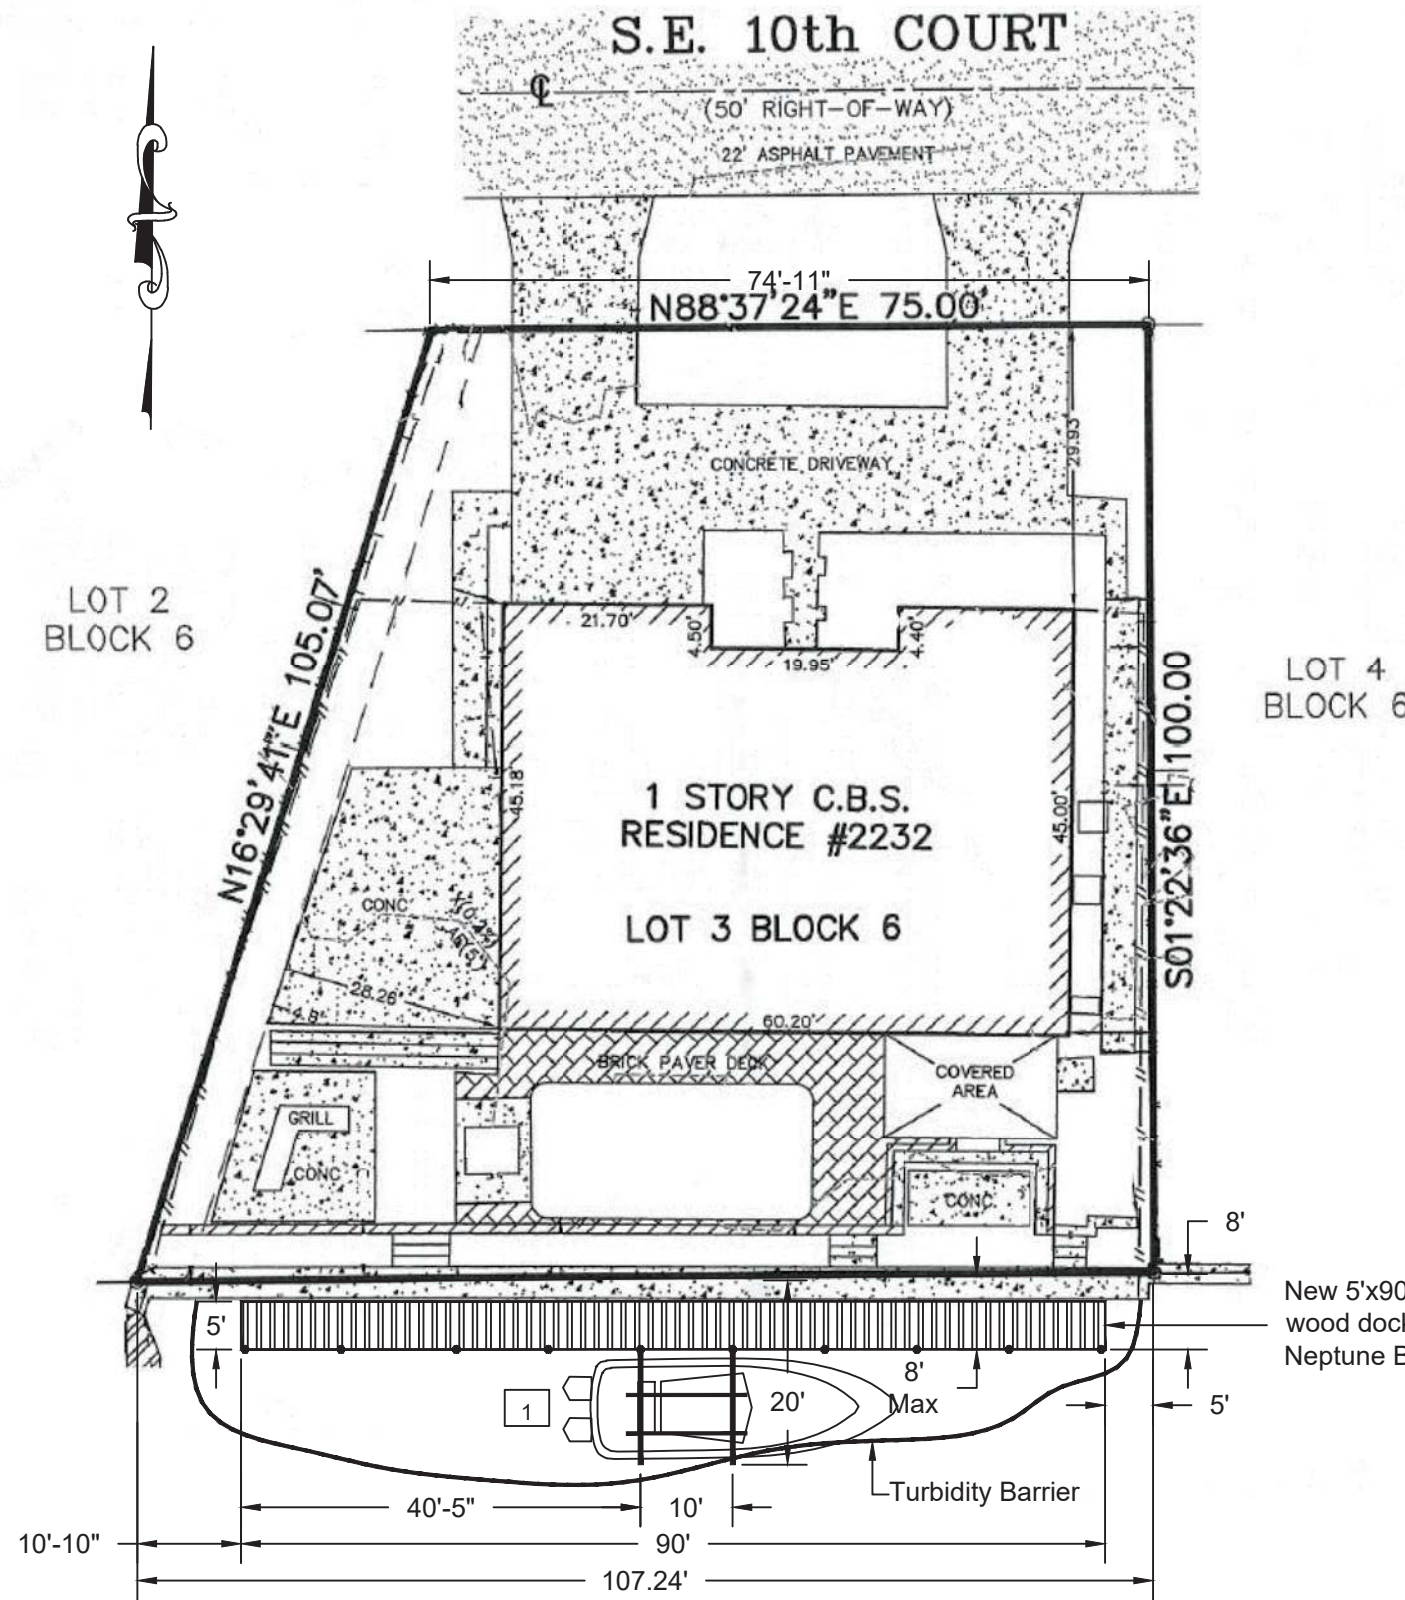 S.E. 10th COURT
℄
(50' RIGHT-OF-WAY)
22' ASPHALT PAVEMENT
74'-11"
N88°37'24"E 75.00'
29.93'
CONCRETE DRIVEWAY
LOT 2
BLOCK 6
N16°29'41"E 105.07'
21.70'
4.50'
19.95'
4.40'
LOT 4
BLOCK 6
S01°22'36"E 100.00
45.18'
1 STORY C.B.S.
RESIDENCE #2232
45.00'
LOT 3 BLOCK 6
CONC
28.26'
4.8'
60.20'
BRICK PAVER DECK
COVERED
AREA
GRILL
CONC
CONC
8'
New 5'x90
wood dock
Neptune B
5'
8'
Max
20'
1
5'
Turbidity Barrier
40'-5"
10'
10'-10"
90'
107.24'